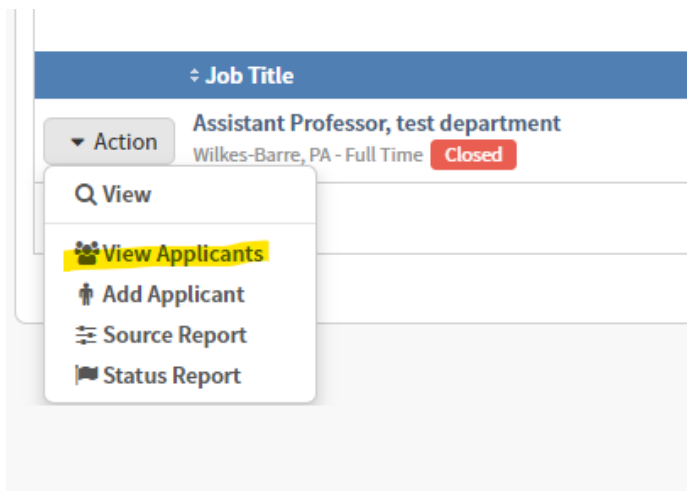 Job Title
Assistant Professor, test department
Action
Wilkes-Barre, PA - Full Time Closed
View
View Applicants
Add Applicant
Source Report
Status Report